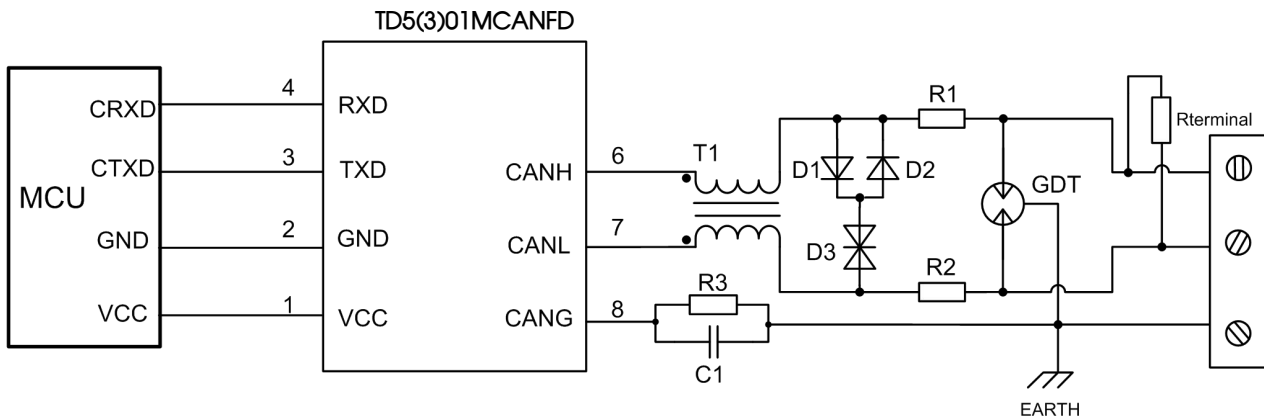 TD5(3)01MCANFD
MCU
CRXD
CTXD
GND
VCC
4
3
2
1
RXD
TXD
GND
VCC
CANH
CANL
CANG
6
7
8
T1
D1
D2
D3
R1
R2
R3
C1
GDT
Rterminal
EARTH